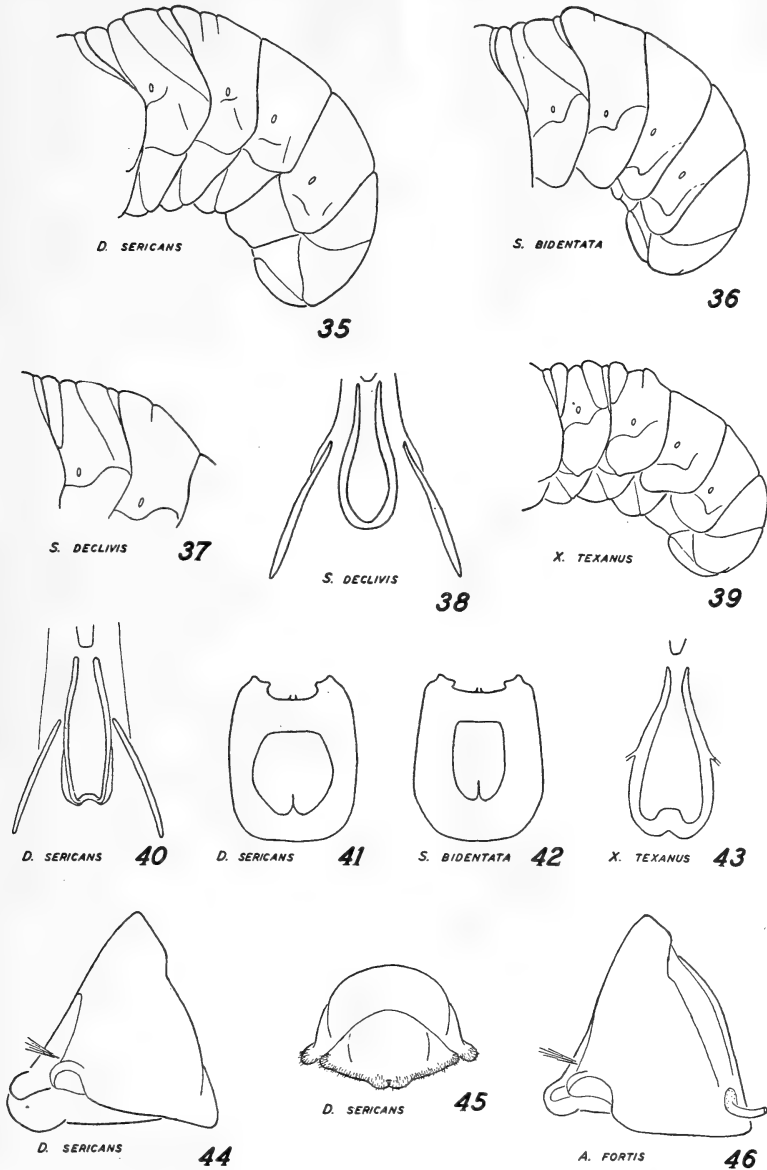 D. SERICANS
35
S. BIDENTATA
36
S. DECLIVIS
37
S. DECLIVIS
38
X. TEXANUS
39
D. SERICANS 40
D. SERICANS 41
S. BIDENTATA 42
X. TEXANUS 43
D. SERICANS
44
D. SERICANS
45
A. FORTIS
46